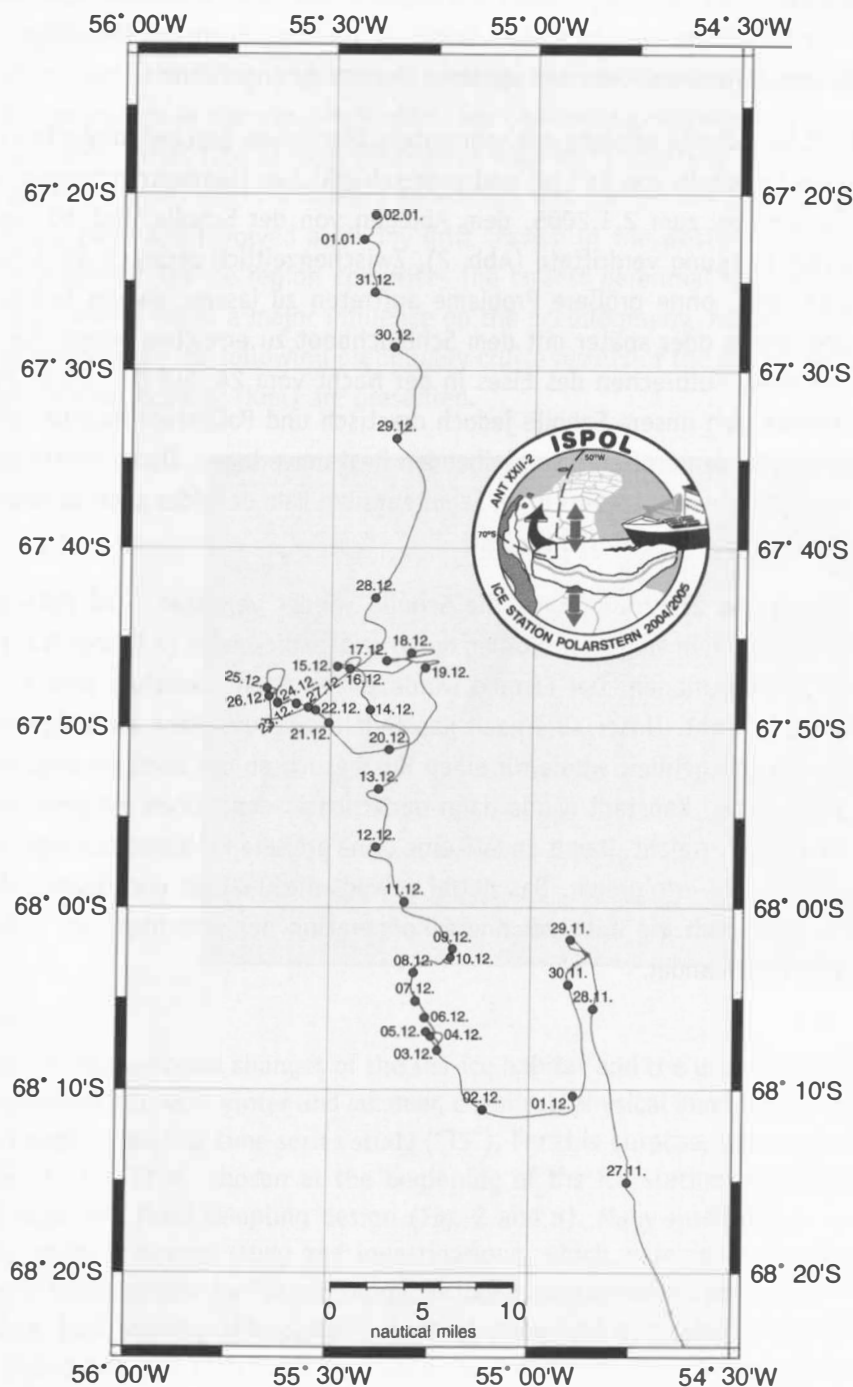 56° 00'W 55° 30'W 55° 00'W 54° 30'W
67° 20'S 67° 20'S
02.01.
01.01.
31.12.
30.12.
67° 30'S 67° 30'S
29.12.
ISPOL
ANT XXII-2
50°W
70°S
ICE STATION POLARSTERN 2004/2005
67° 40'S 67° 40'S
28.12.
18.12.
17.12.
15.12.
16.12.
19.12.
25.12.
26.12.
24.12.
23.12.
27.12.
22.12.
14.12.
21.12.
67° 50'S 67° 50'S
20.12.
13.12.
12.12.
11.12.
68° 00'S 68° 00'S
09.12.
10.12.
29.11.
08.12.
30.11.
07.12.
28.11.
06.12.
05.12.
04.12.
03.12.
68° 10'S 68° 10'S
02.12.
01.12.
27.11.
68° 20'S 68° 20'S
0 5 10
nautical miles
56° 00'W 55° 30'W 55° 00'W 54° 30'W